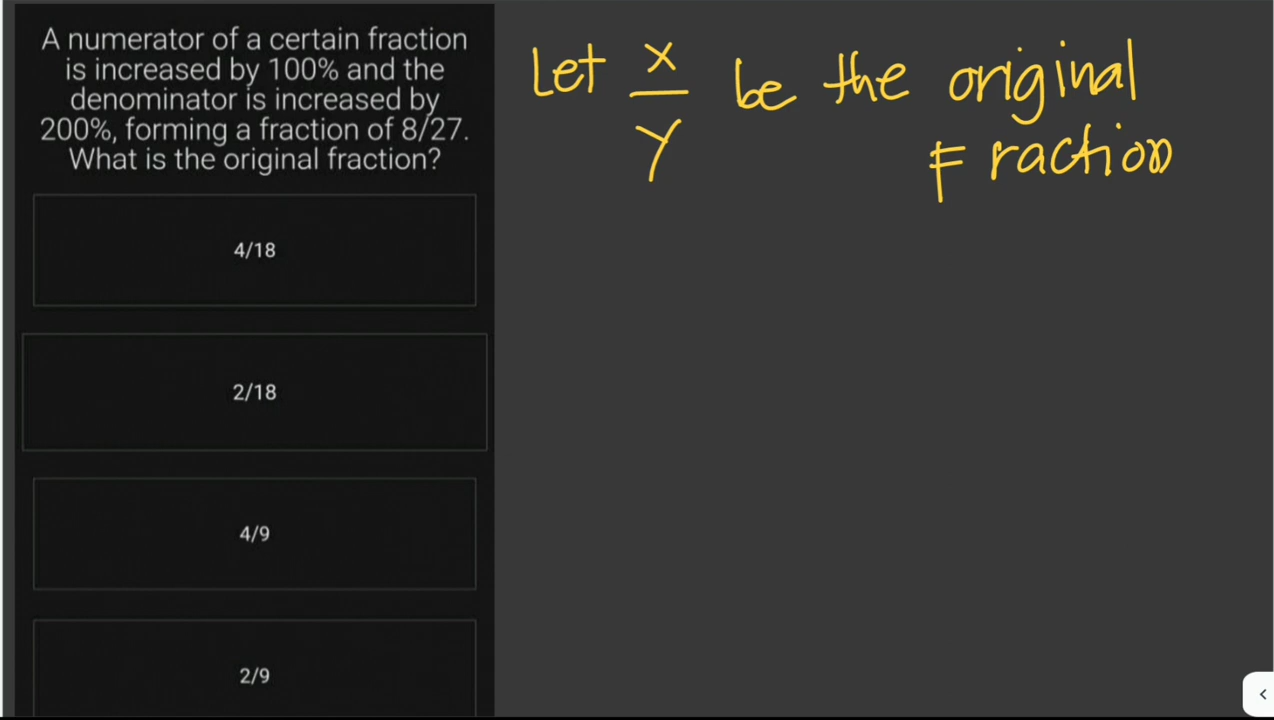 A numerator of a certain fraction
is increased by 100% and the
denominator is increased by
200%, forming a fraction of 8/27.
What is the original fraction?
4/18
2/18
4/9
2/9
Let x/y be the original
Fraction